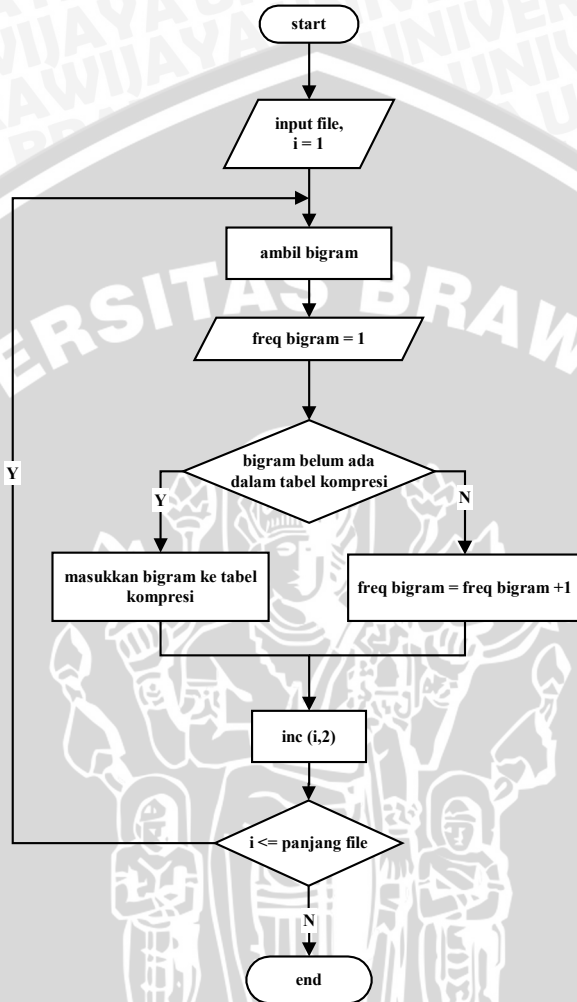 start
input file,
i = 1
ambil bigram
freq bigram = 1
bigram belum ada
dalam tabel kompresi
Y
Y
N
masukkan bigram ke tabel
kompresi
freq bigram = freq bigram +1
inc (i,2)
i <= panjang file
N
end